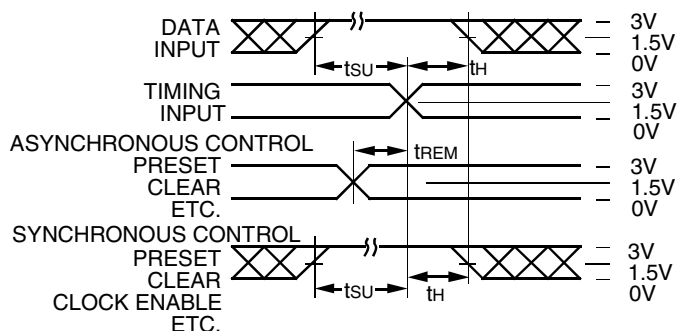 DATA
INPUT
tSU
tH
3V
1.5V
0V
TIMING
INPUT
3V
1.5V
0V
ASYNCHRONOUS CONTROL
PRESET
CLEAR
ETC.
tREM
3V
1.5V
0V
SYNCHRONOUS CONTROL
PRESET
CLEAR
CLOCK ENABLE
ETC.
tSU
tH
3V
1.5V
0V